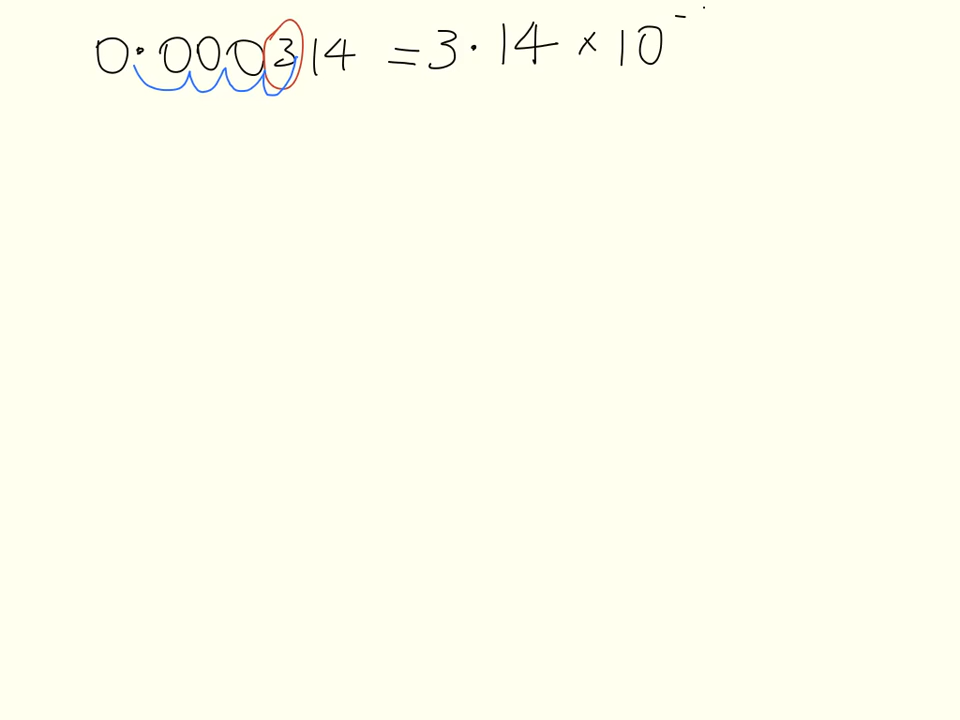 0.000314 = 3.14 × 10⁻